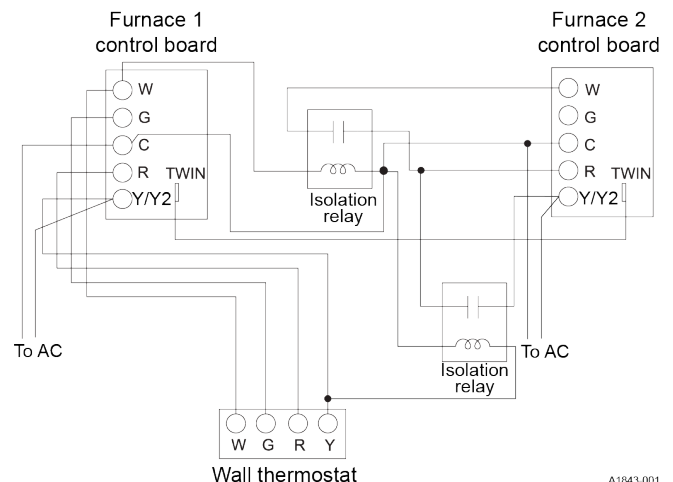 Furnace 1
control board
Furnace 2
control board
W
G
C
R
TWIN
Y/Y2
W
G
C
R
TWIN
Y/Y2
Isolation
relay
To AC
Isolation
relay
To AC
W G R Y
Wall thermostat
A1843-001